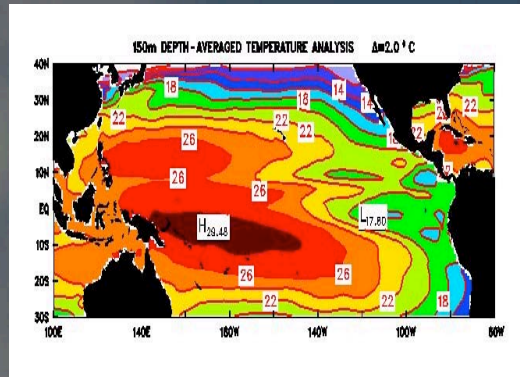 150m DEPTH-AVERAGED TEMPERATURE ANALYSIS Δ=2.0°C
40N
18
14
22
30N
18
14
22
22
20N
26
22
18
10N
26
26
EQ
H29.48
L17.80
10S
20S
26
26
18
22
22
30S
100E
140E
140W
100W
60W